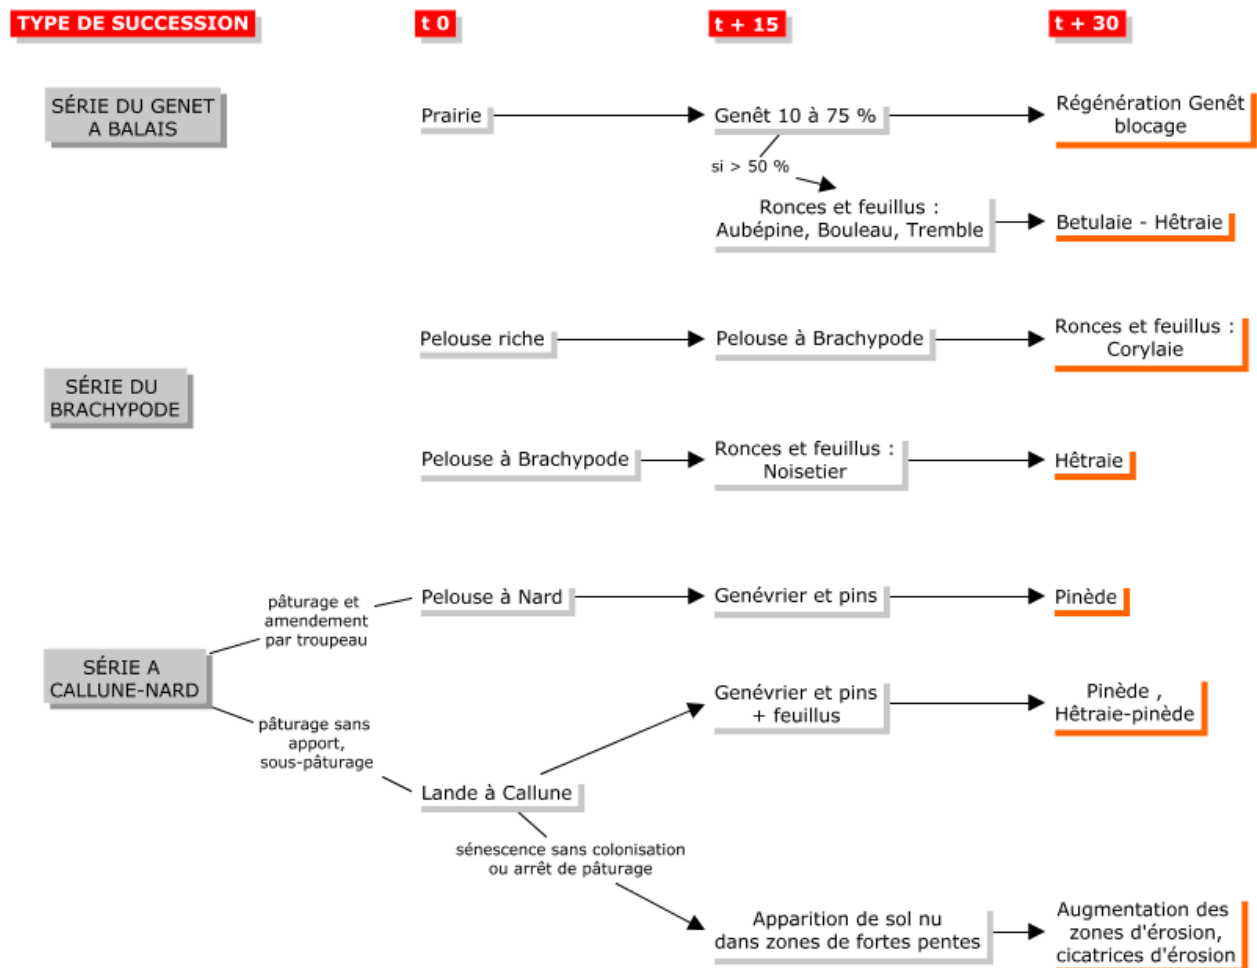 TYPE DE SUCCESSION
t 0
t + 15
t + 30
SÉRIE DU GENET
A BALAIS
Prairie
Genêt 10 à 75 %
Régénération Genêt
blocage
si > 50 %
Ronces et feuillus :
Aubépine, Bouleau, Tremble
Betulaie - Hêtraie
SÉRIE DU
BRACHYPODE
Pelouse riche
Pelouse à Brachypode
Ronces et feuillus :
Corylaie
Pelouse à Brachypode
Ronces et feuillus :
Noisetier
Hêtraie
SÉRIE A
CALLUNE-NARD
pâturage et
amendement
par troupeau
Pelouse à Nard
Genévrier et pins
Pinède
pâturage sans
apport,
sous-pâturage
Lande à Callune
Genévrier et pins
+ feuillus
Pinède ,
Hêtraie-pinède
sénescence sans colonisation
ou arrêt de pâturage
Apparition de sol nu
dans zones de fortes pentes
Augmentation des
zones d'érosion,
cicatrices d'érosion